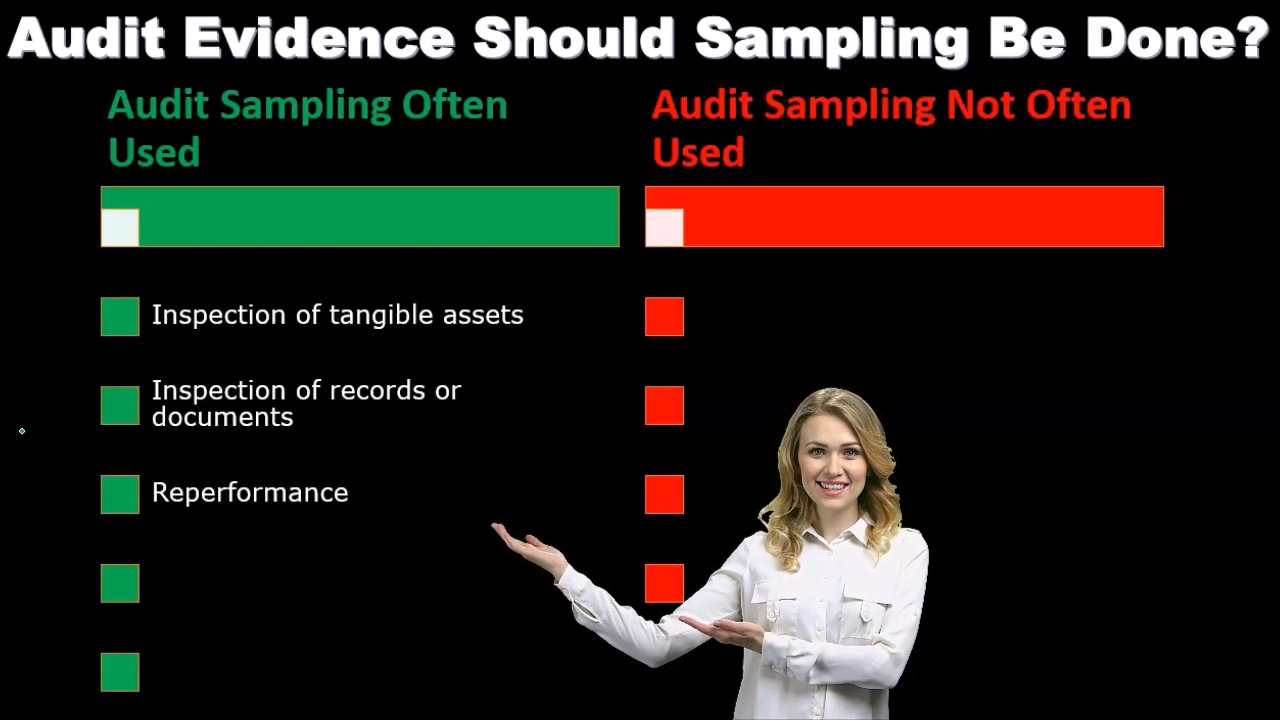 Audit Evidence Should Sampling Be Done?
Audit Sampling Often
Used
Audit Sampling Not Often
Used
Inspection of tangible assets
Inspection of records or
documents
Reperformance